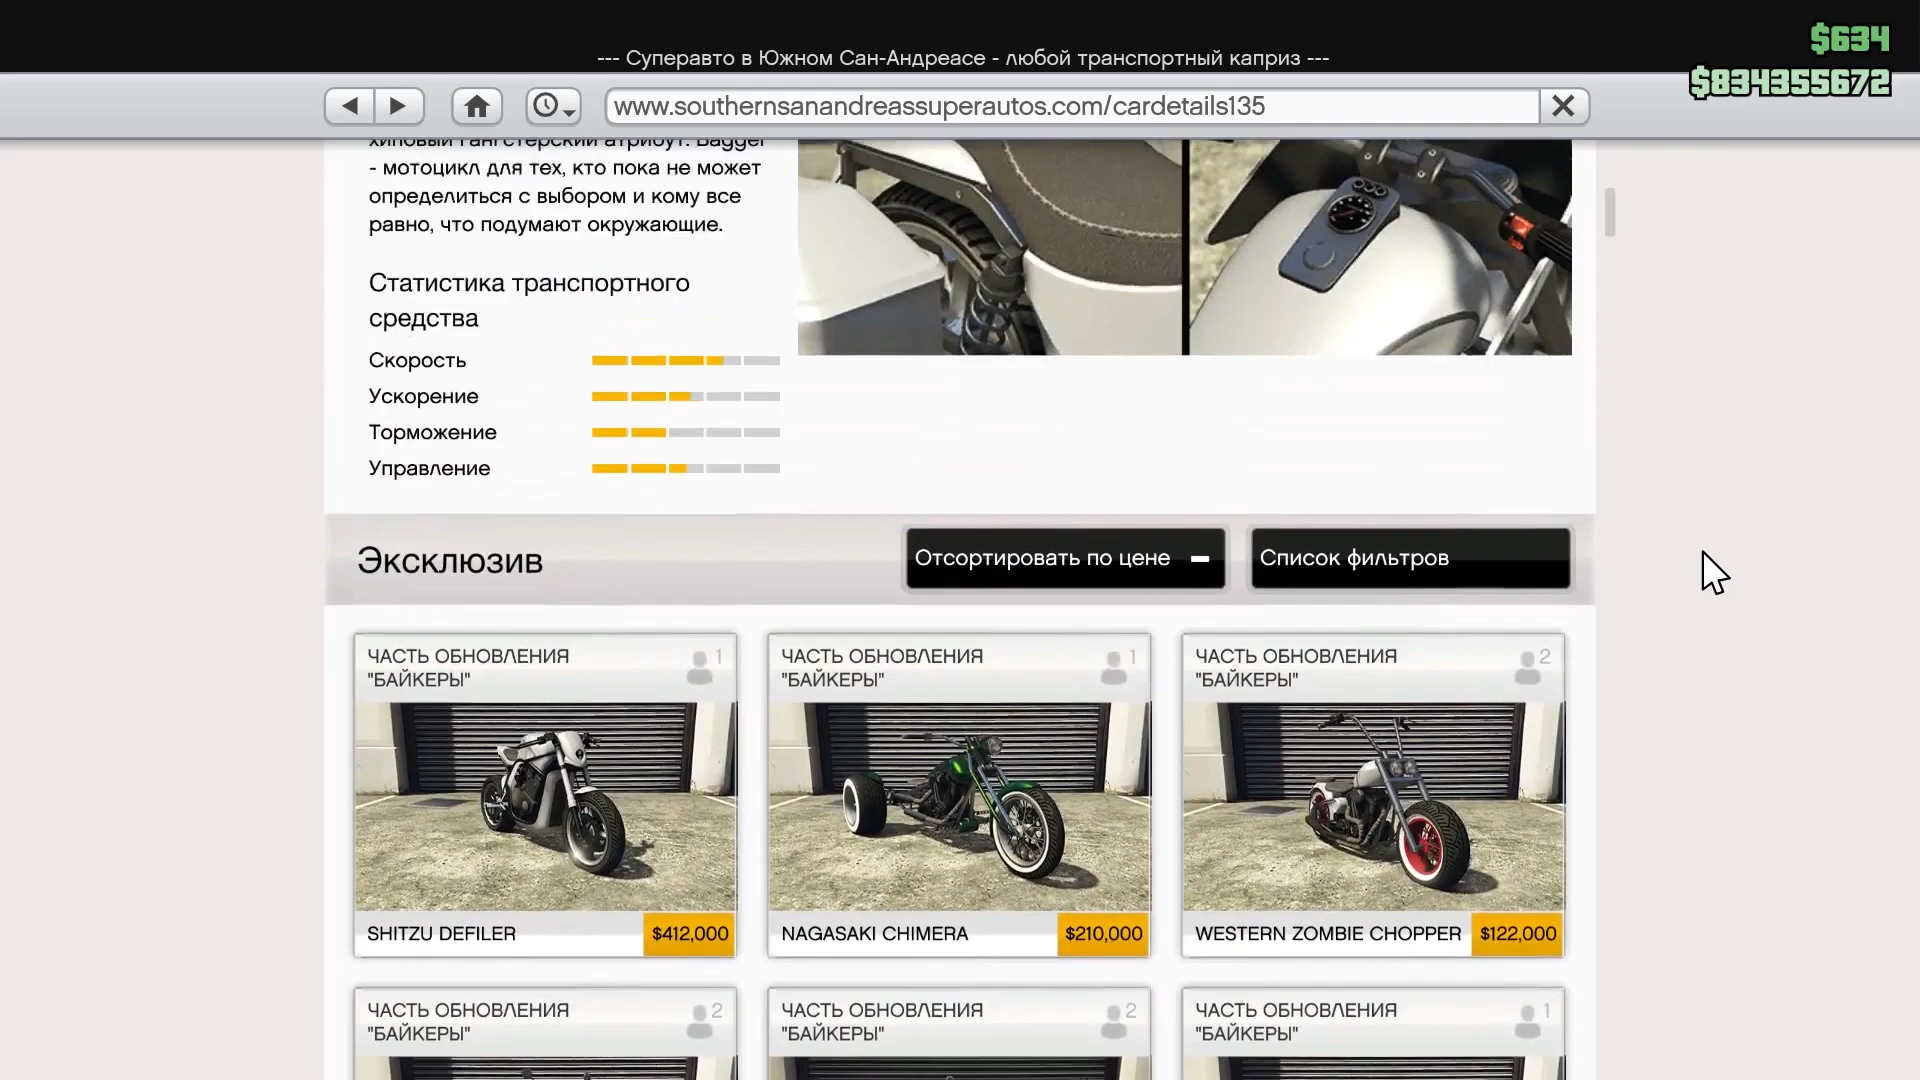 $634
--- Суперавто в Южном Сан-Андреасе - любой транспортный каприз ---
$834355672
www.southernsanandreassuperautos.com/cardetails135
хиповый гангстерский атрибут. Bagger
- мотоцикл для тех, кто пока не может
определиться с выбором и кому все
равно, что подумают окружающие.
Статистика транспортного
средства
Скорость
Ускорение
Торможение
Управление
Эксклюзив
Отсортировать по цене
Список фильтров
ЧАСТЬ ОБНОВЛЕНИЯ
"БАЙКЕРЫ"
1
SHITZU DEFILER
$412,000
ЧАСТЬ ОБНОВЛЕНИЯ
"БАЙКЕРЫ"
1
NAGASAKI CHIMERA
$210,000
ЧАСТЬ ОБНОВЛЕНИЯ
"БАЙКЕРЫ"
2
WESTERN ZOMBIE CHOPPER
$122,000
ЧАСТЬ ОБНОВЛЕНИЯ
"БАЙКЕРЫ"
2
ЧАСТЬ ОБНОВЛЕНИЯ
"БАЙКЕРЫ"
2
ЧАСТЬ ОБНОВЛЕНИЯ
"БАЙКЕРЫ"
1